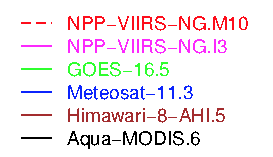 NPP−VIIRS−NG.M10
NPP−VIIRS−NG.I3
GOES−16.5
Meteosat−11.3
Himawari−8−AHI.5
Aqua−MODIS.6